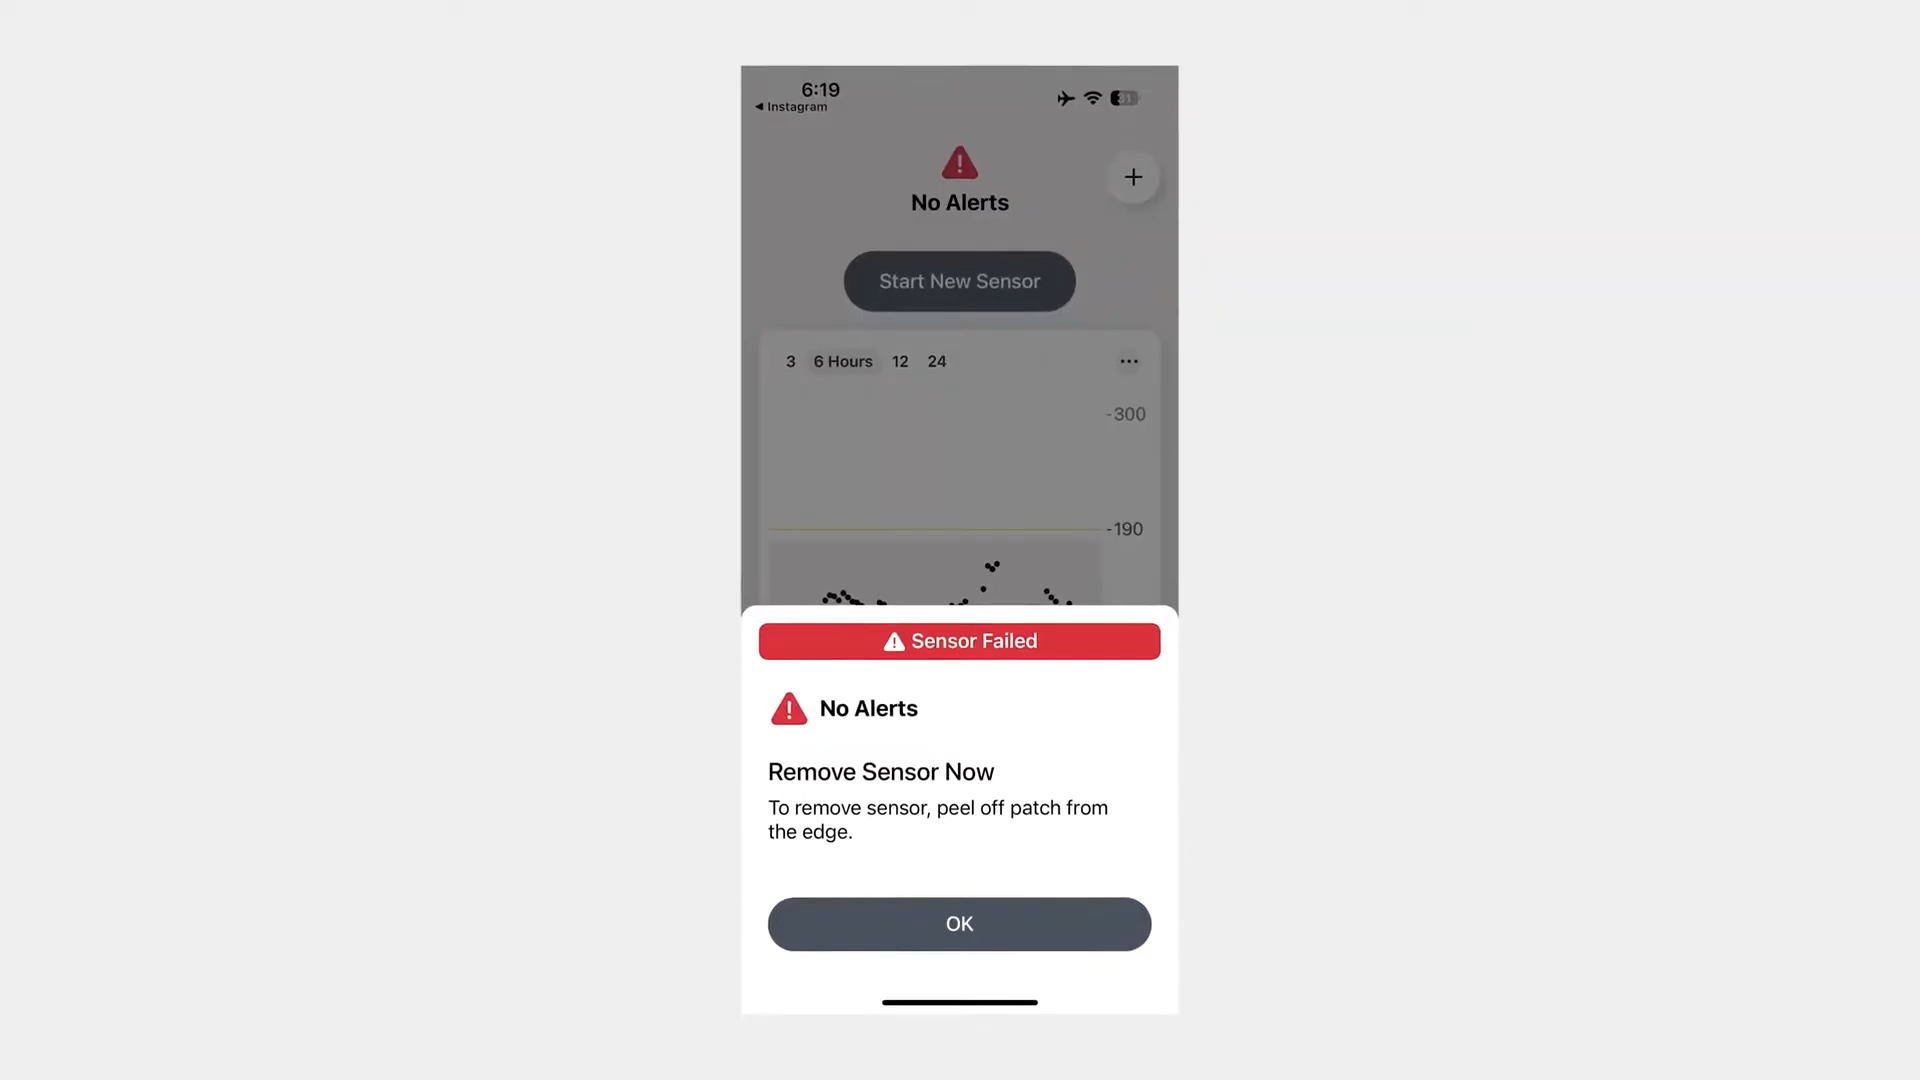 6:19
◀ Instagram
31
No Alerts
Start New Sensor
3 6 Hours 12 24
-300
-190
Sensor Failed
No Alerts
Remove Sensor Now
To remove sensor, peel off patch from
the edge.
OK